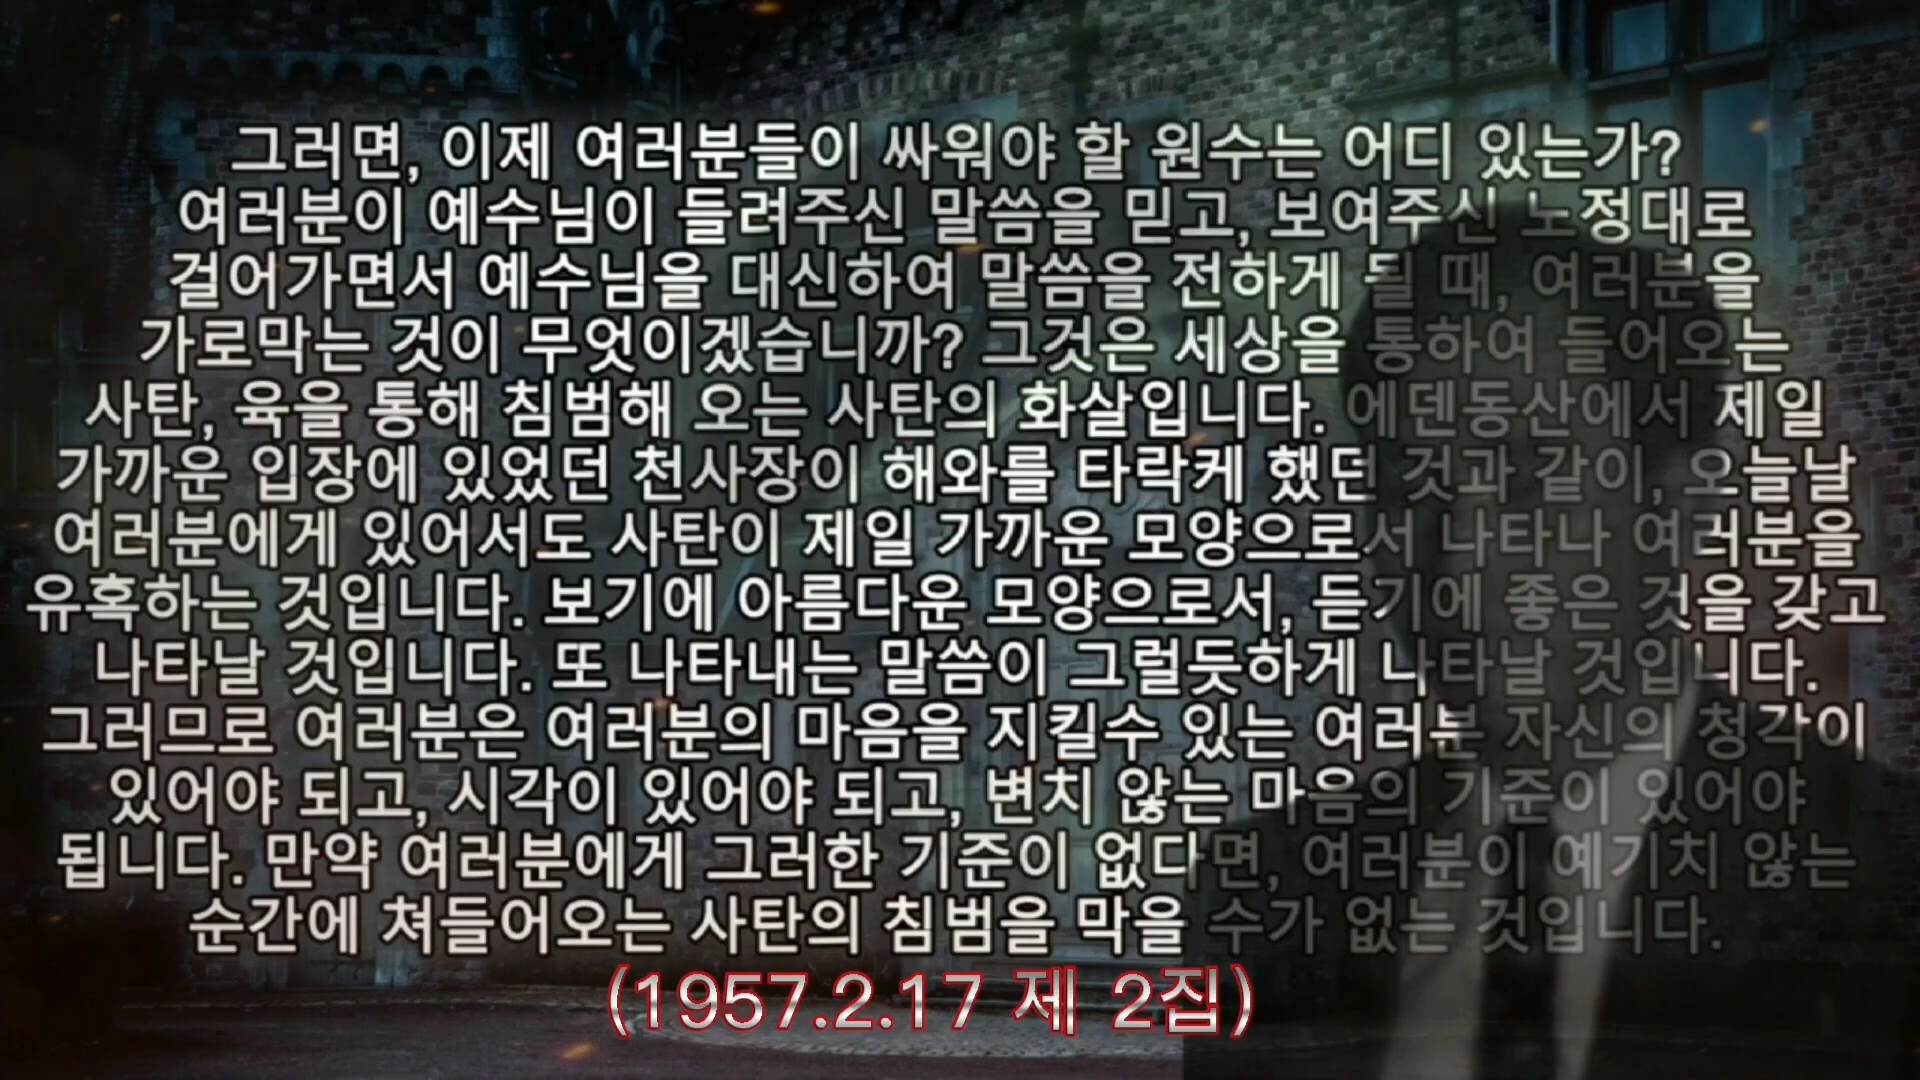 그러면, 이제 여러분들이 싸워야 할 원수는 어디 있는가?
여러분이 예수님이 들려주신 말씀을 믿고, 보여주신 노정대로
걸어가면서 예수님을 대신하여 말씀을 전하게 될 때, 여러분을
가로막는 것이 무엇이겠습니까? 그것은 세상을 통하여 들어오는
사탄, 육을 통해 침범해 오는 사탄의 화살입니다. 에덴동산에서 제일
가까운 입장에 있었던 천사장이 해와를 타락케 했던 것과 같이, 오늘날
여러분에게 있어서도 사탄이 제일 가까운 모양으로서 나타나 여러분을
유혹하는 것입니다. 보기에 아름다운 모양으로서, 듣기에 좋은 것을 갖고
나타날 것입니다. 또 나타내는 말씀이 그럴듯하게 나타날 것입니다.
그러므로 여러분은 여러분의 마음을 지킬수 있는 여러분 자신의 청각이
있어야 되고, 시각이 있어야 되고, 변치 않는 마음의 기준이 있어야
됩니다. 만약 여러분에게 그러한 기준이 없다면, 여러분이 예기치 않는
순간에 쳐들어오는 사탄의 침범을 막을 수가 없는 것입니다.
(1957.2.17 제 2집)